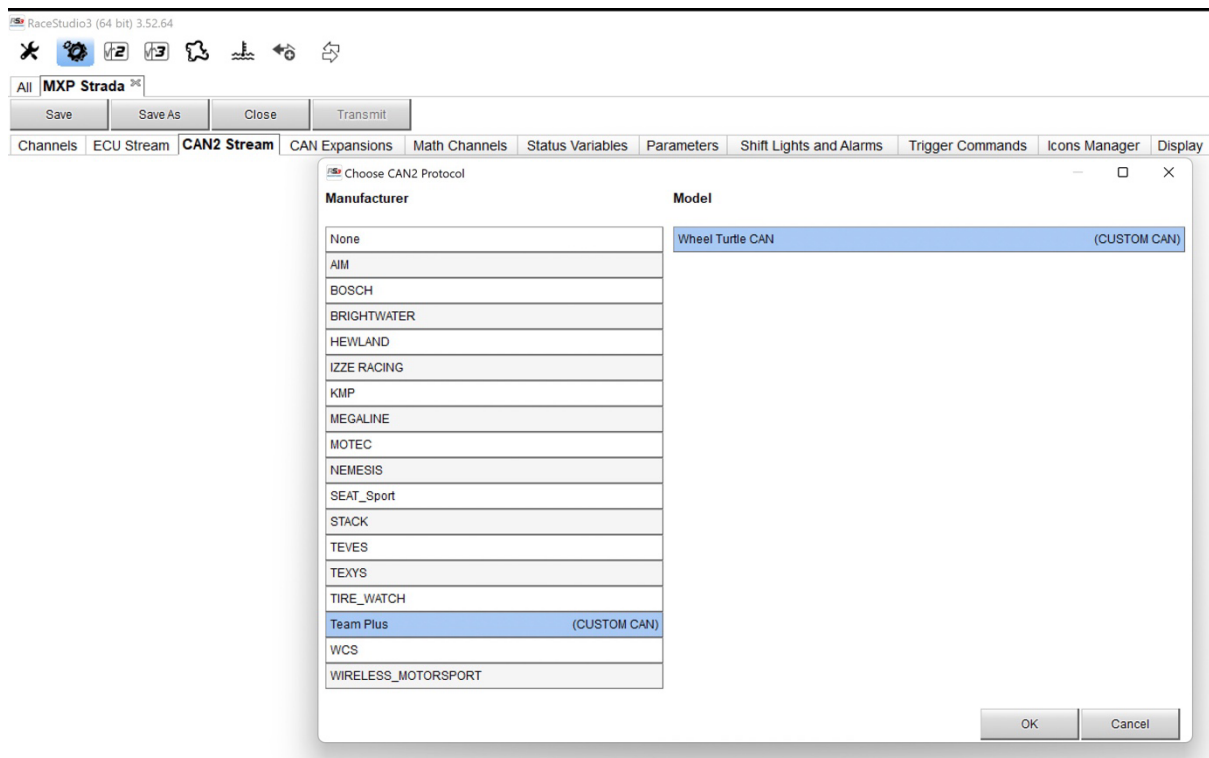 RaceStudio3 (64 bit) 3.52.64
All MXP Strada
Save Save As Close Transmit
Channels ECU Stream CAN2 Stream CAN Expansions Math Channels Status Variables Parameters Shift Lights and Alarms Trigger Commands Icons Manager Display
Choose CAN2 Protocol
Manufacturer Model
None Wheel Turtle CAN (CUSTOM CAN)
AIM
BOSCH
BRIGHTWATER
HEWLAND
IZZE RACING
KMP
MEGALINE
MOTEC
NEMESIS
SEAT_Sport
STACK
TEVES
TEXYS
TIRE_WATCH
Team Plus (CUSTOM CAN)
WCS
WIRELESS_MOTORSPORT
OK Cancel